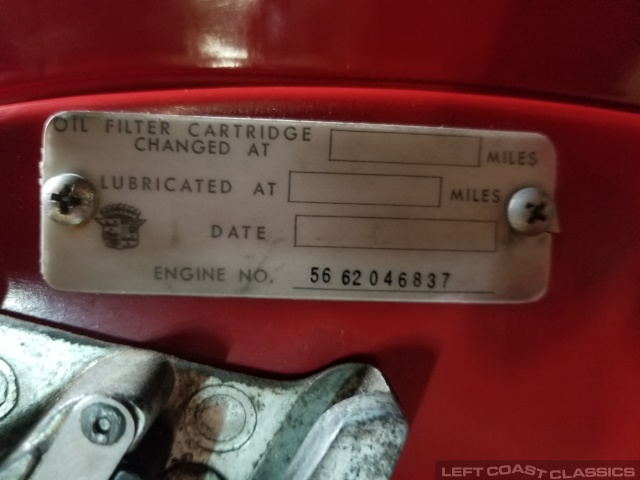 OIL FILTER CARTRIDGE
CHANGED AT MILES
LUBRICATED AT MILES
DATE
ENGINE NO. 56 62 046837
LEFT COAST CLASSICS